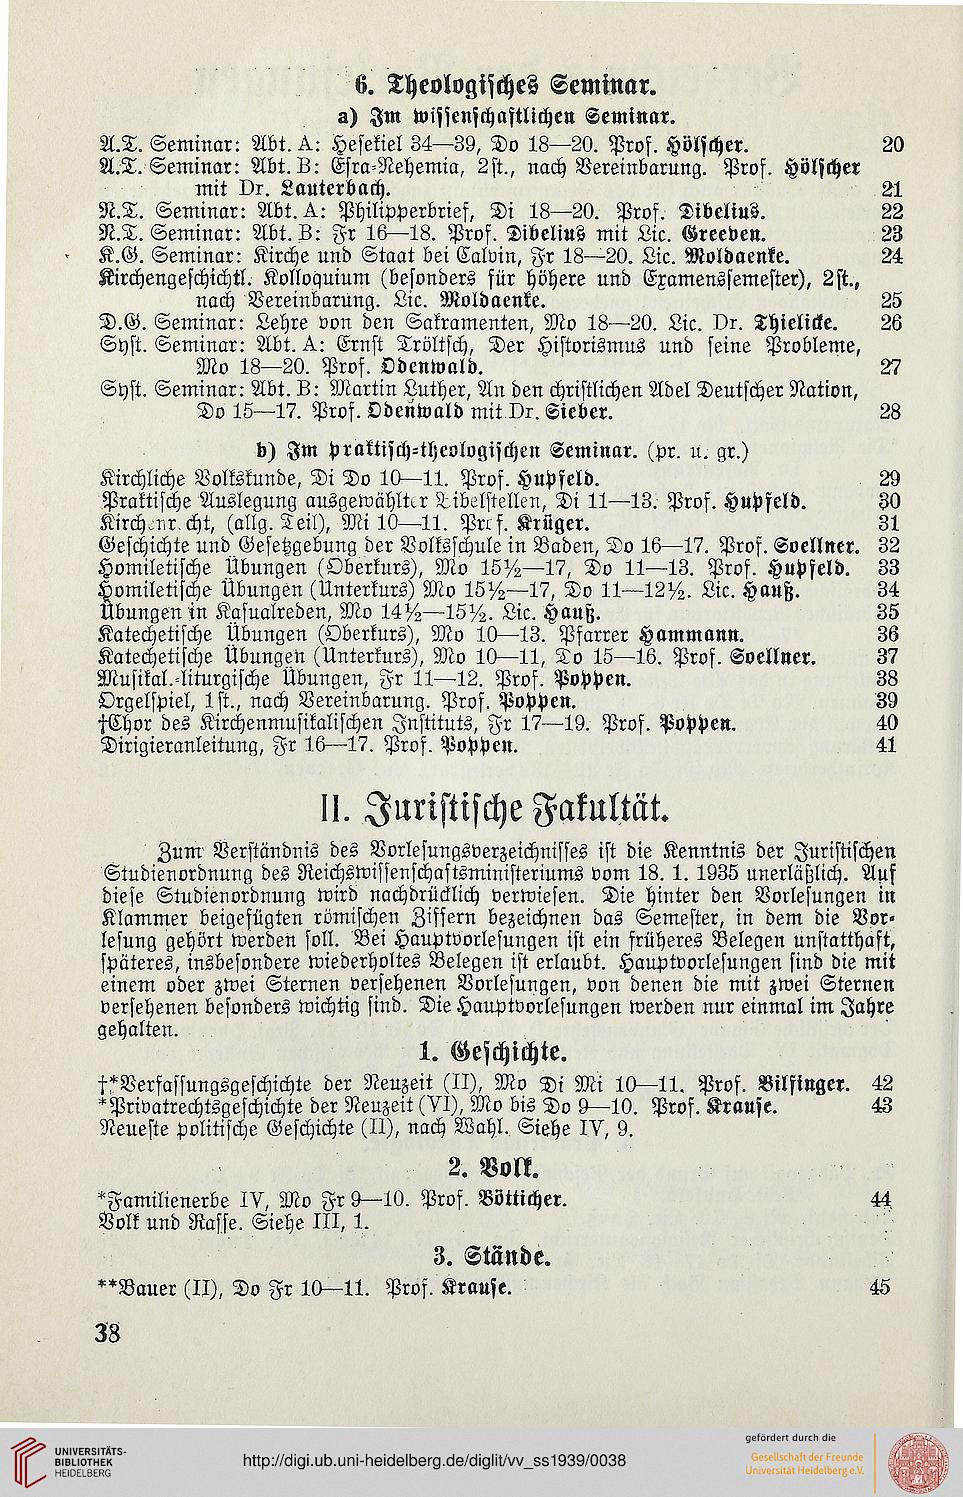 6. Theologisches Seminar.
a) Im wissenschaftlichen Seminar.
A.T. Seminar: Abt. A: Hesekiel 34—39, Do 18—20. Prof. Hölscher. 20
A.T. Seminar: Abt. B: Esra-Nehemia, 2st., nach Vereinbarung. Prof. Hölscher
mit Dr. Lauterbach. 21
N.T. Seminar: Abt. A: Philipperbrief, Di 18—20. Prof. Dibelius. 22
N.T. Seminar: Abt. B: Fr 16—18. Prof. Dibelius mit Lic. Greeven. 23
K.G. Seminar: Kirche und Staat bei Calvin, Fr 18—20. Lic. Moldaenke. 24
Kirchengeschichtl. Kolloquium (besonders für höhere und Examenssemester), 2st.,
nach Vereinbarung. Lic. Moldaenke. 25
D.G. Seminar: Lehre von den Sakramenten, Mo 18—20. Lic. Dr. Thielicke. 26
Syst. Seminar: Abt. A: Ernst Tröltsch, Der Historismus und seine Probleme,
Mo 18—20. Prof. Odenwald. 27
Syst. Seminar: Abt. B: Martin Luther, An den christlichen Adel Deutscher Nation,
Do 15—17. Prof. Odenwald mit Dr. Sieber. 28
b) Im praktisch-theologischen Seminar. (pr. u. gr.)
Kirchliche Volkskunde, Di Do 10—11. Prof. Hupfeld. 29
Praktische Auslegung ausgewählter Bibelstellen, Di 11—13. Prof. Hupfeld. 30
Kirchenrecht, (allg. Teil), Mi 10—11. Prof. Krüger. 31
Geschichte und Gesetzgebung der Volksschule in Baden, Do 16—17. Prof. Soellner. 32
Homiletische Übungen (Oberkurs), Mo 15½—17, Do 11—13. Prof. Hupfeld. 33
Homiletische Übungen (Unterkurs) Mo 15½—17, Do 11—12½. Lic. Hauß. 34
Übungen in Kasualreden, Mo 14½—15½. Lic. Hauß. 35
Katechetische Übungen (Oberkurs), Mo 10—13. Pfarrer Hammann. 36
Katechetische Übungen (Unterkurs), Mo 10—11, Do 15—16. Prof. Soellner. 37
Musikal.-liturgische Übungen, Fr 11—12. Prof. Poppen. 38
Orgelspiel, 1st., nach Vereinbarung. Prof. Poppen. 39
†Chor des Kirchenmusikalischen Instituts, Fr 17—19. Prof. Poppen. 40
Dirigieranleitung, Fr 16—17. Prof. Poppen. 41
II. Juristische Fakultät.
Zum Verständnis des Vorlesungsverzeichnisses ist die Kenntnis der Juristischen
Studienordnung des Reichswissenschaftsministeriums vom 18. 1. 1935 unerläßlich. Auf
diese Studienordnung wird nachdrücklich verwiesen. Die hinter den Vorlesungen in
Klammer beigefügten römischen Ziffern bezeichnen das Semester, in dem die Vor-
lesung gehört werden soll. Bei Hauptvorlesungen ist ein früheres Belegen unstatthaft,
späteres, insbesondere wiederholtes Belegen ist erlaubt. Hauptvorlesungen sind die mit
einem oder zwei Sternen versehenen Vorlesungen, von denen die mit zwei Sternen
versehenen besonders wichtig sind. Die Hauptvorlesungen werden nur einmal im Jahre
gehalten.
1. Geschichte.
†*Verfassungsgeschichte der Neuzeit (II), Mo Di Mi 10—11. Prof. Bilfinger. 42
*Privatrechtsgeschichte der Neuzeit (VI), Mo bis Do 9—10. Prof. Krause. 43
Neueste politische Geschichte (II), nach Wahl. Siehe IV, 9.
2. Volk.
*Familienerbe IV, Mo Fr 9—10. Prof. Bötticher. 44
Volk und Rasse. Siehe III, 1.
3. Stände.
**Bauer (II), Do Fr 10—11. Prof. Krause. 45
38
UNIVERSITÄTS-
BIBLIOTHEK
HEIDELBERG
http://digi.ub.uni-heidelberg.de/diglit/vv_ss1939/0038
gefördert durch die
Gesellschaft der Freunde
Universität Heidelberg e.V.